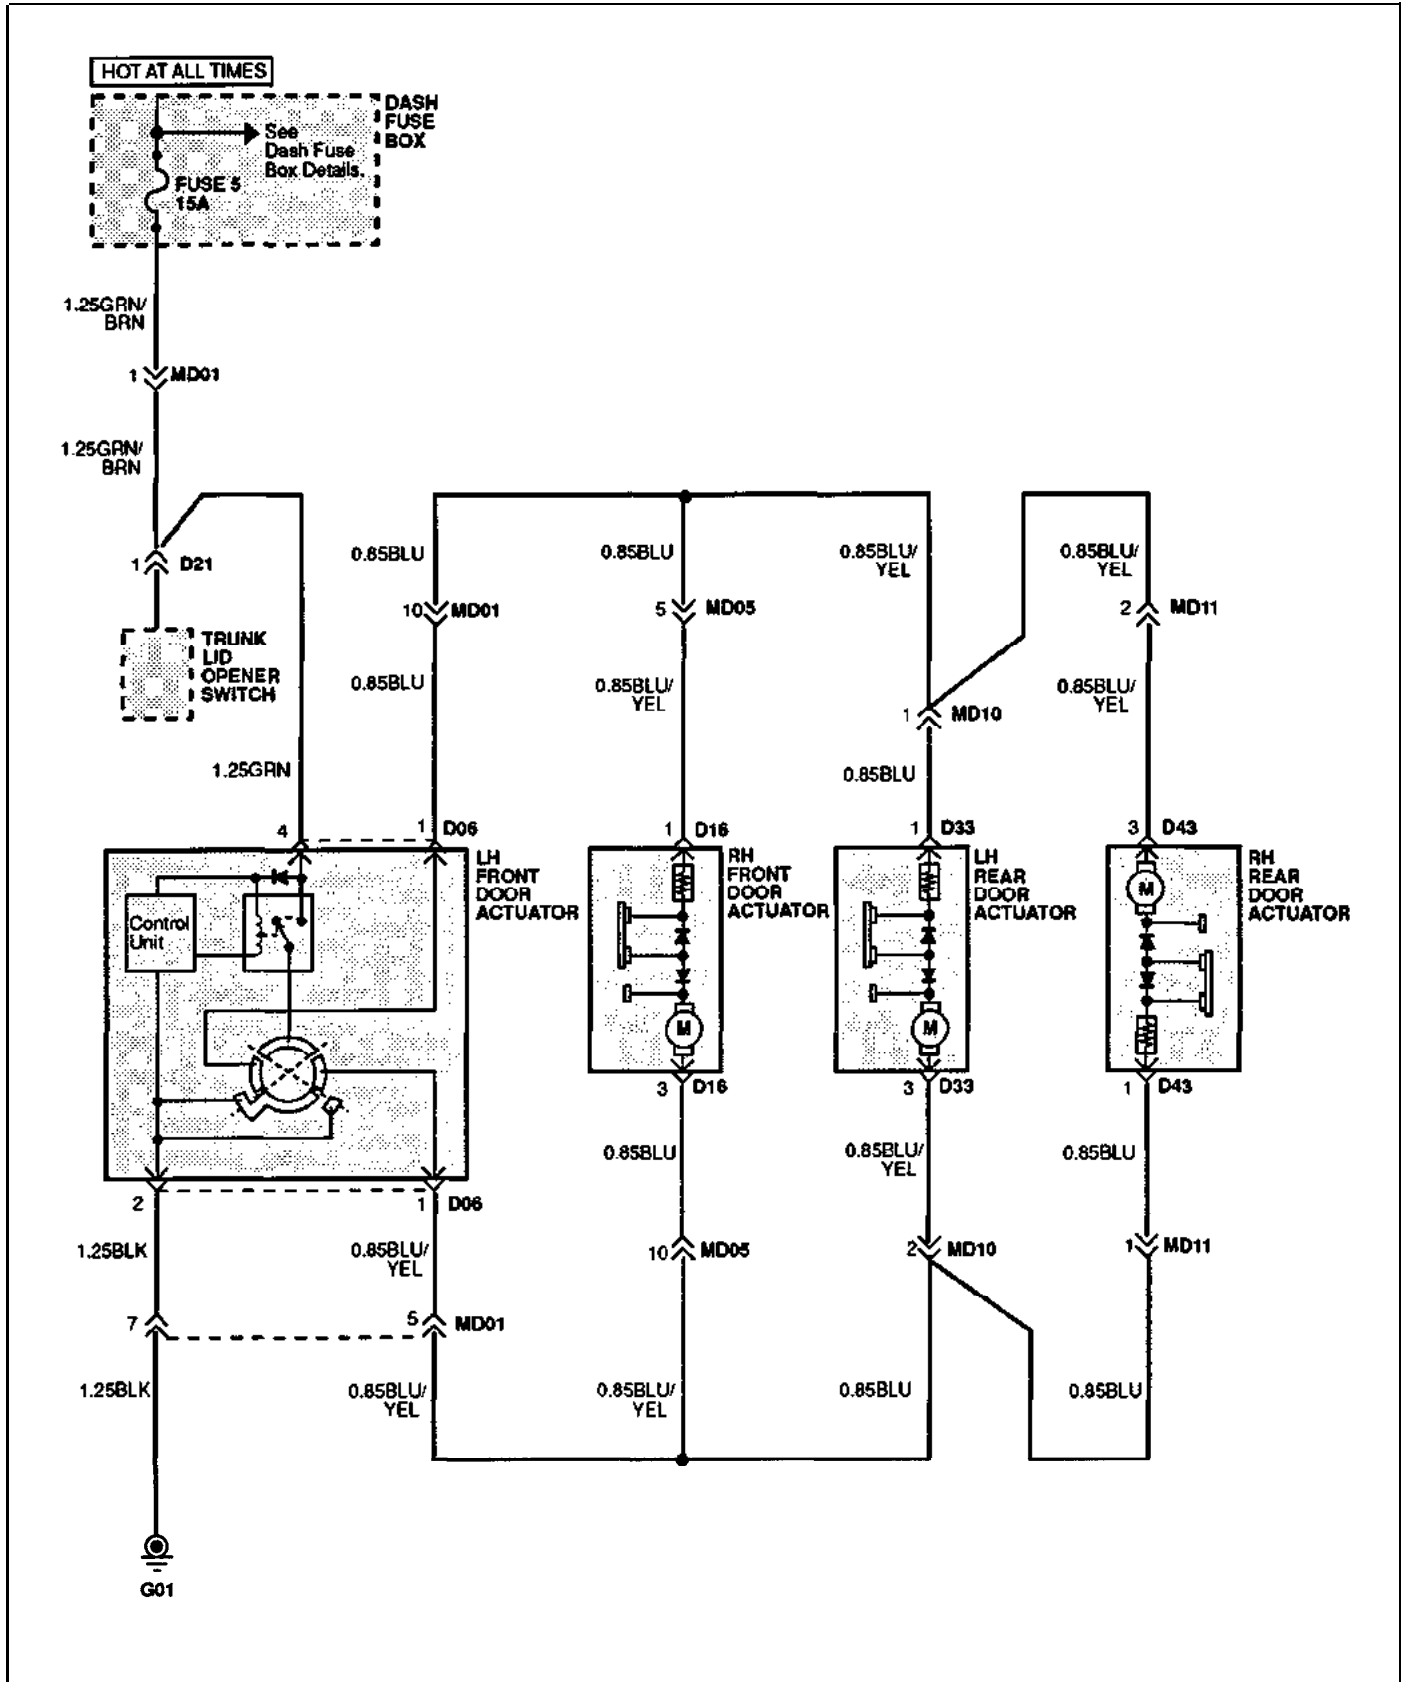 HOT AT ALL TIMES
DASH
FUSE
BOX
See
Dash Fuse
Box Details.
FUSE 5
15A
1.25GRN/
BRN
1 MD01
1.25GRN/
BRN
1 D21
TRUNK
LID
OPENER
SWITCH
1.25GRN
0.85BLU
10 MD01
0.85BLU
0.85BLU
5 MD05
0.85BLU/
YEL
0.85BLU/
YEL
1 MD10
0.85BLU
0.85BLU/
YEL
2 MD11
0.85BLU/
YEL
4
1 D06
LH
FRONT
DOOR
ACTUATOR
Control
Unit
1 D16
RH
FRONT
DOOR
ACTUATOR
M
3 D16
1 D33
LH
REAR
DOOR
ACTUATOR
M
3 D33
3 D43
RH
REAR
DOOR
ACTUATOR
M
1 D43
2
1 D06
1.25BLK
0.85BLU/
YEL
0.85BLU
0.85BLU/
YEL
0.85BLU
7
5 MD01
10 MD05
2 MD10
1 MD11
1.25BLK
0.85BLU/
YEL
0.85BLU/
YEL
0.85BLU
0.85BLU
G01